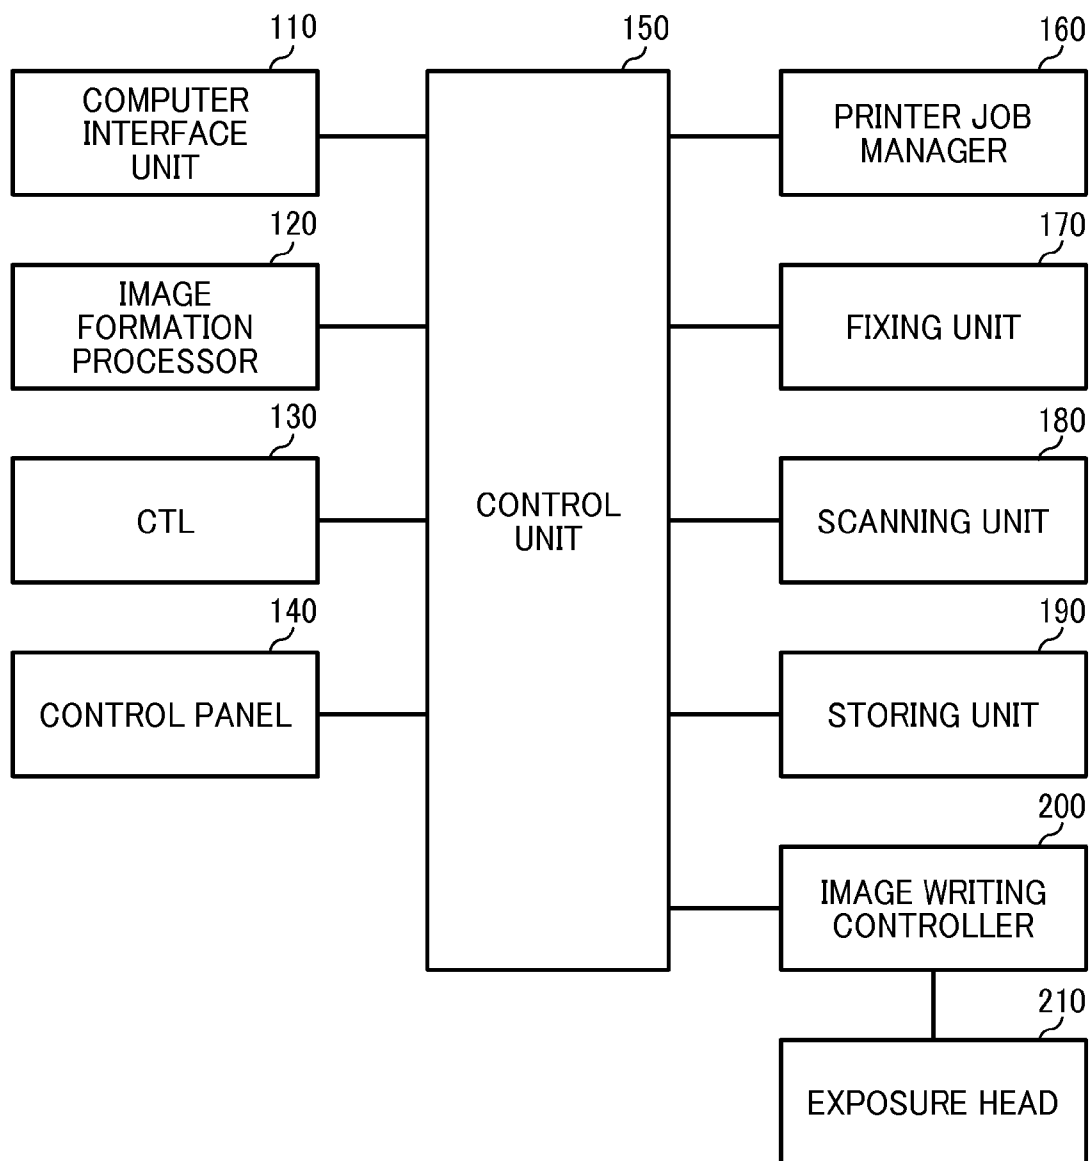 110
COMPUTER
INTERFACE
UNIT
120
IMAGE
FORMATION
PROCESSOR
130
CTL
140
CONTROL PANEL
150
CONTROL
UNIT
160
PRINTER JOB
MANAGER
170
FIXING UNIT
180
SCANNING UNIT
190
STORING UNIT
200
IMAGE WRITING
CONTROLLER
210
EXPOSURE HEAD